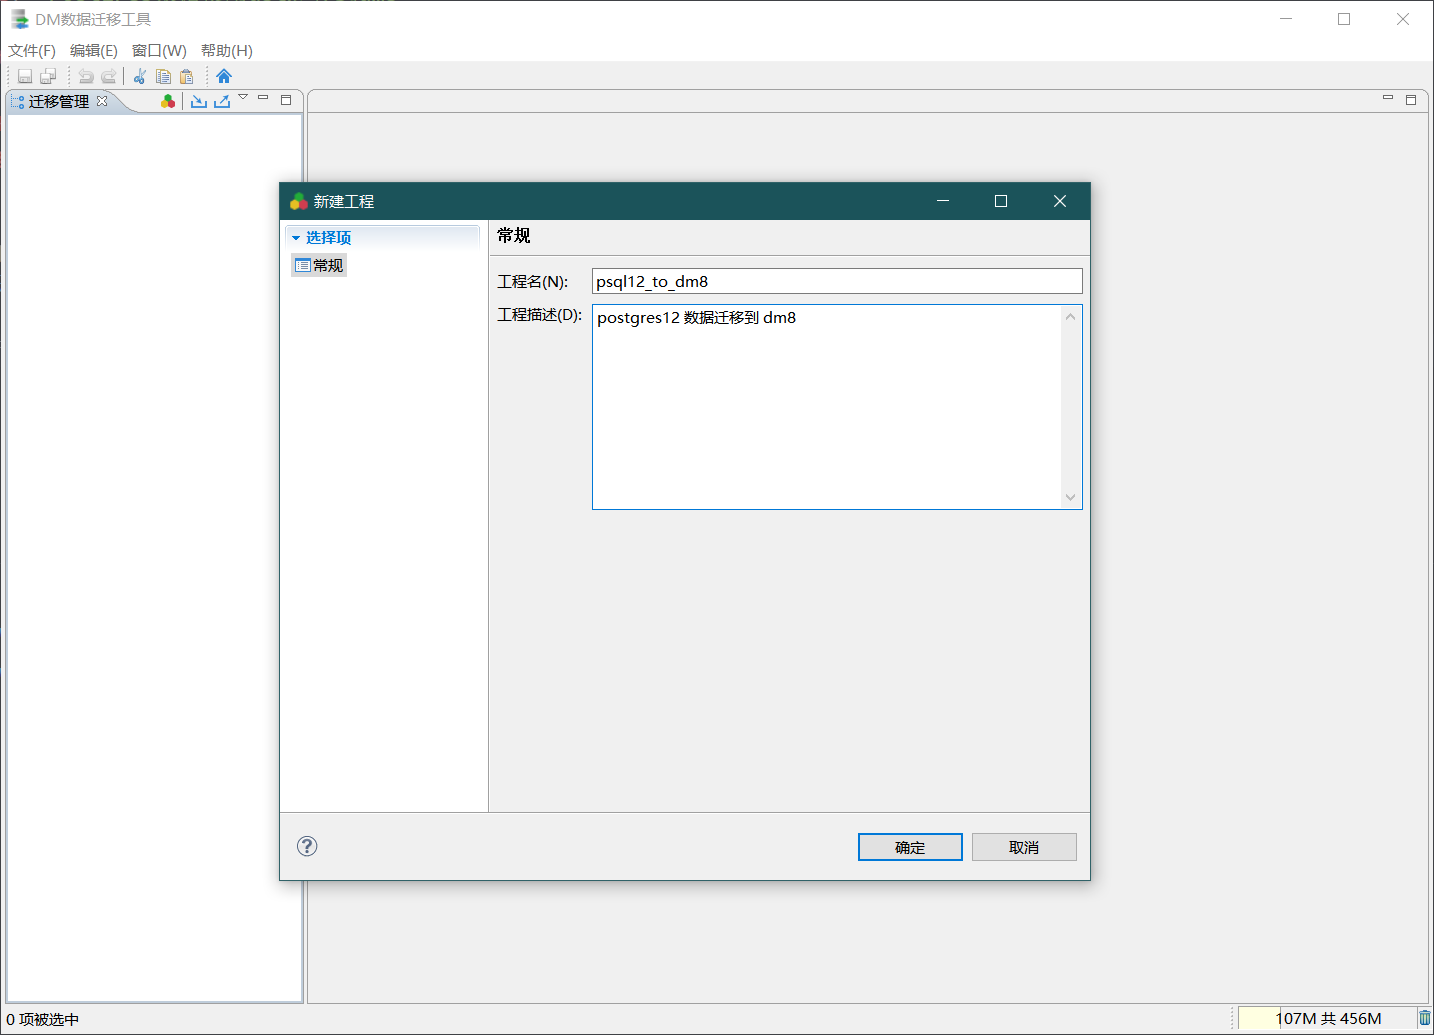 DM数据迁移工具
文件(F) 编辑(E) 窗口(W) 帮助(H)
迁移管理
新建工程
选择项
常规
常规
工程名(N): psql12_to_dm8
工程描述(D): postgres12 数据迁移到 dm8
确定 取消
0 项被选中
107M 共 456M